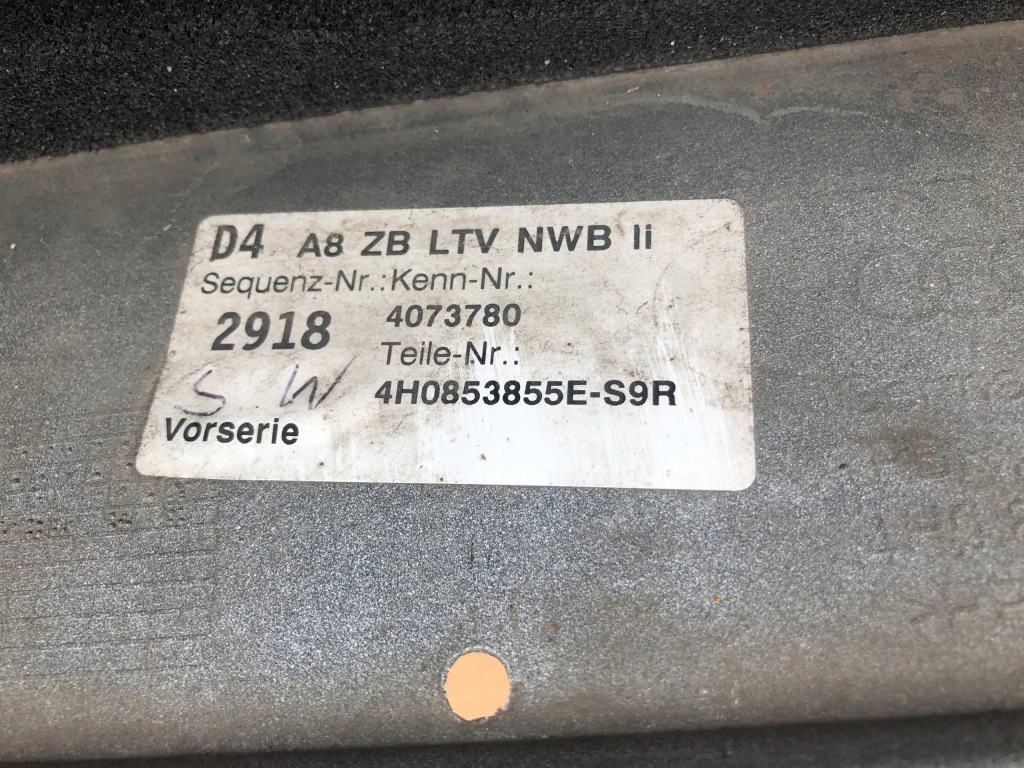 D4 A8 ZB LTV NWB li
Sequenz-Nr.: Kenn-Nr.:
2918 4073780
Teile-Nr.:
S W 4H0853855E-S9R
Vorserie